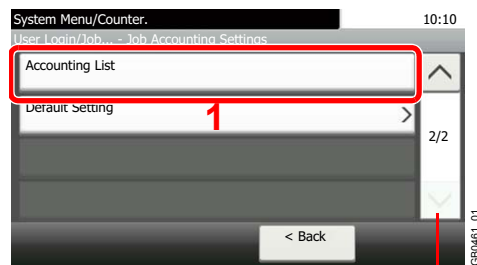 System Menu/Counter.
10:10
User Login/Job... - Job Accounting Settings
Accounting List
Default Setting
1
2/2
< Back
GB0461_01